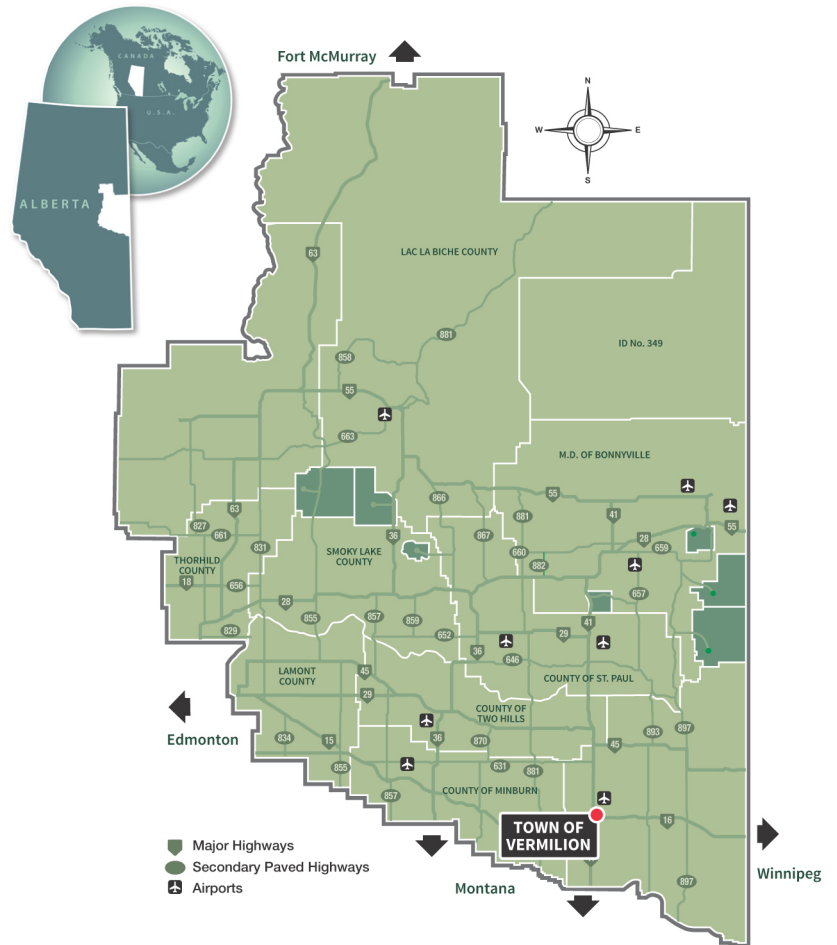 Fort McMurray
CANADA
U.S.A.
ALBERTA
N
W
E
S
63
LAC LA BICHE COUNTY
881
ID No. 349
858
55
663
M.D. OF BONNYVILLE
866
55
63
881
41
827
661
831
36
867
28
55
659
660
THORHILD
COUNTY
SMOKY LAKE
COUNTY
882
18
656
657
28
855
857
859
41
829
652
29
36
646
LAMONT
COUNTY
45
COUNTY OF ST. PAUL
29
COUNTY OF
TWO HILLS
Edmonton
834
15
36
870
45
893
897
855
631
881
857
COUNTY OF MINBURN
TOWN OF
VERMILION
16
Major Highways
Secondary Paved Highways
Airports
Montana
897
Winnipeg